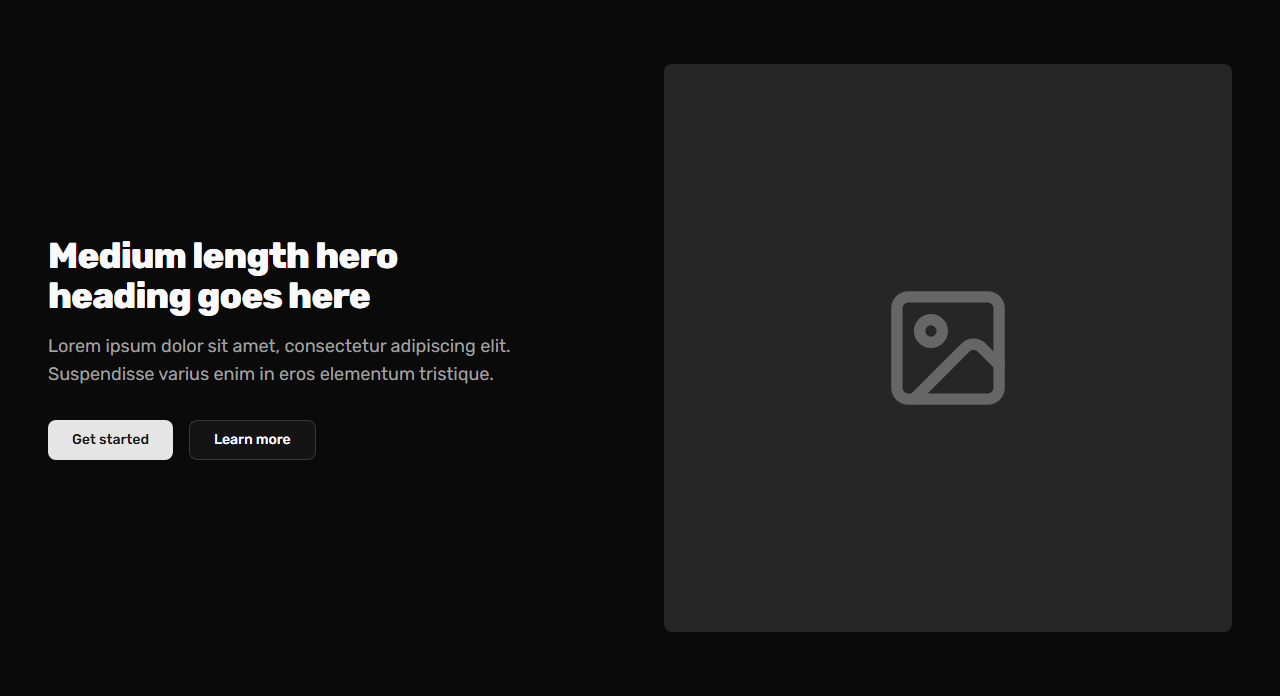 Medium length hero
heading goes here
Lorem ipsum dolor sit amet, consectetur adipiscing elit.
Suspendisse varius enim in eros elementum tristique.
Get started
Learn more